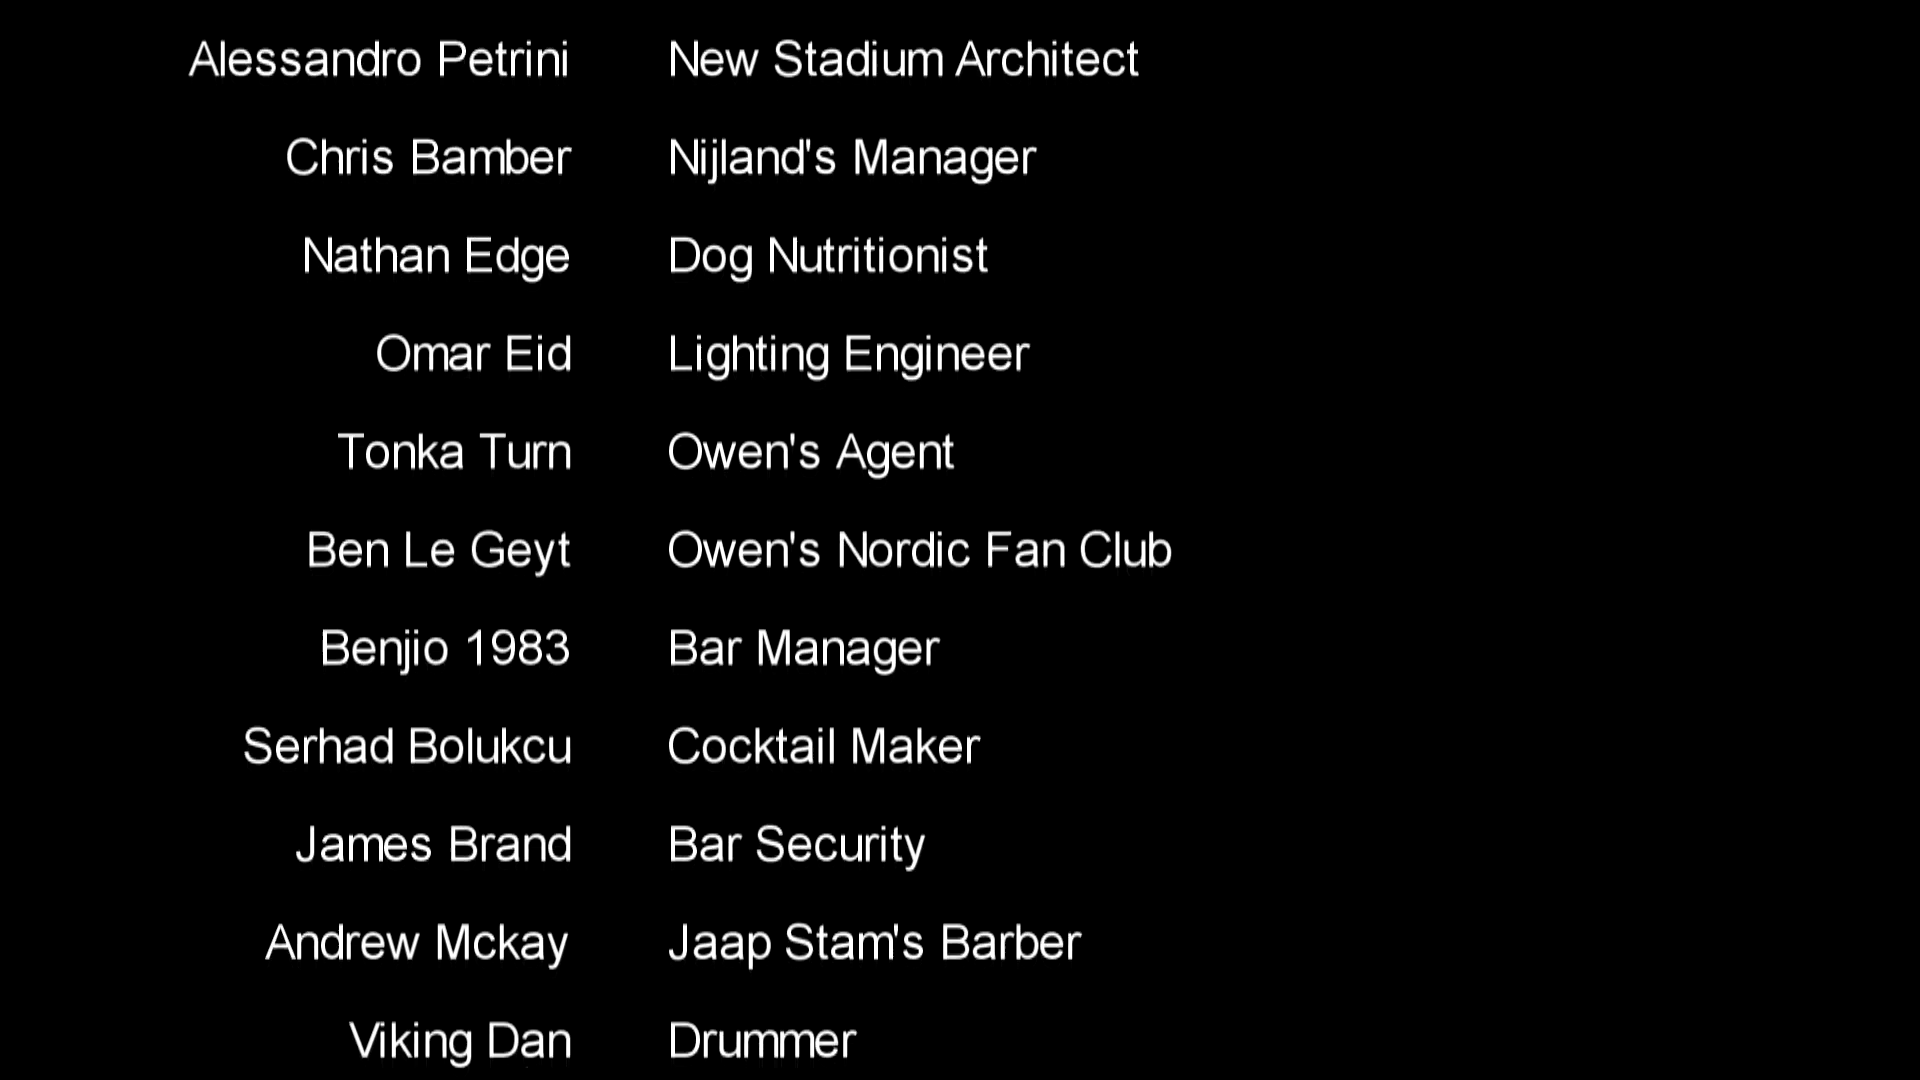 Alessandro Petrini New Stadium Architect
Chris Bamber Nijland's Manager
Nathan Edge Dog Nutritionist
Omar Eid Lighting Engineer
Tonka Turn Owen's Agent
Ben Le Geyt Owen's Nordic Fan Club
Benjio 1983 Bar Manager
Serhad Bolukcu Cocktail Maker
James Brand Bar Security
Andrew Mckay Jaap Stam's Barber
Viking Dan Drummer